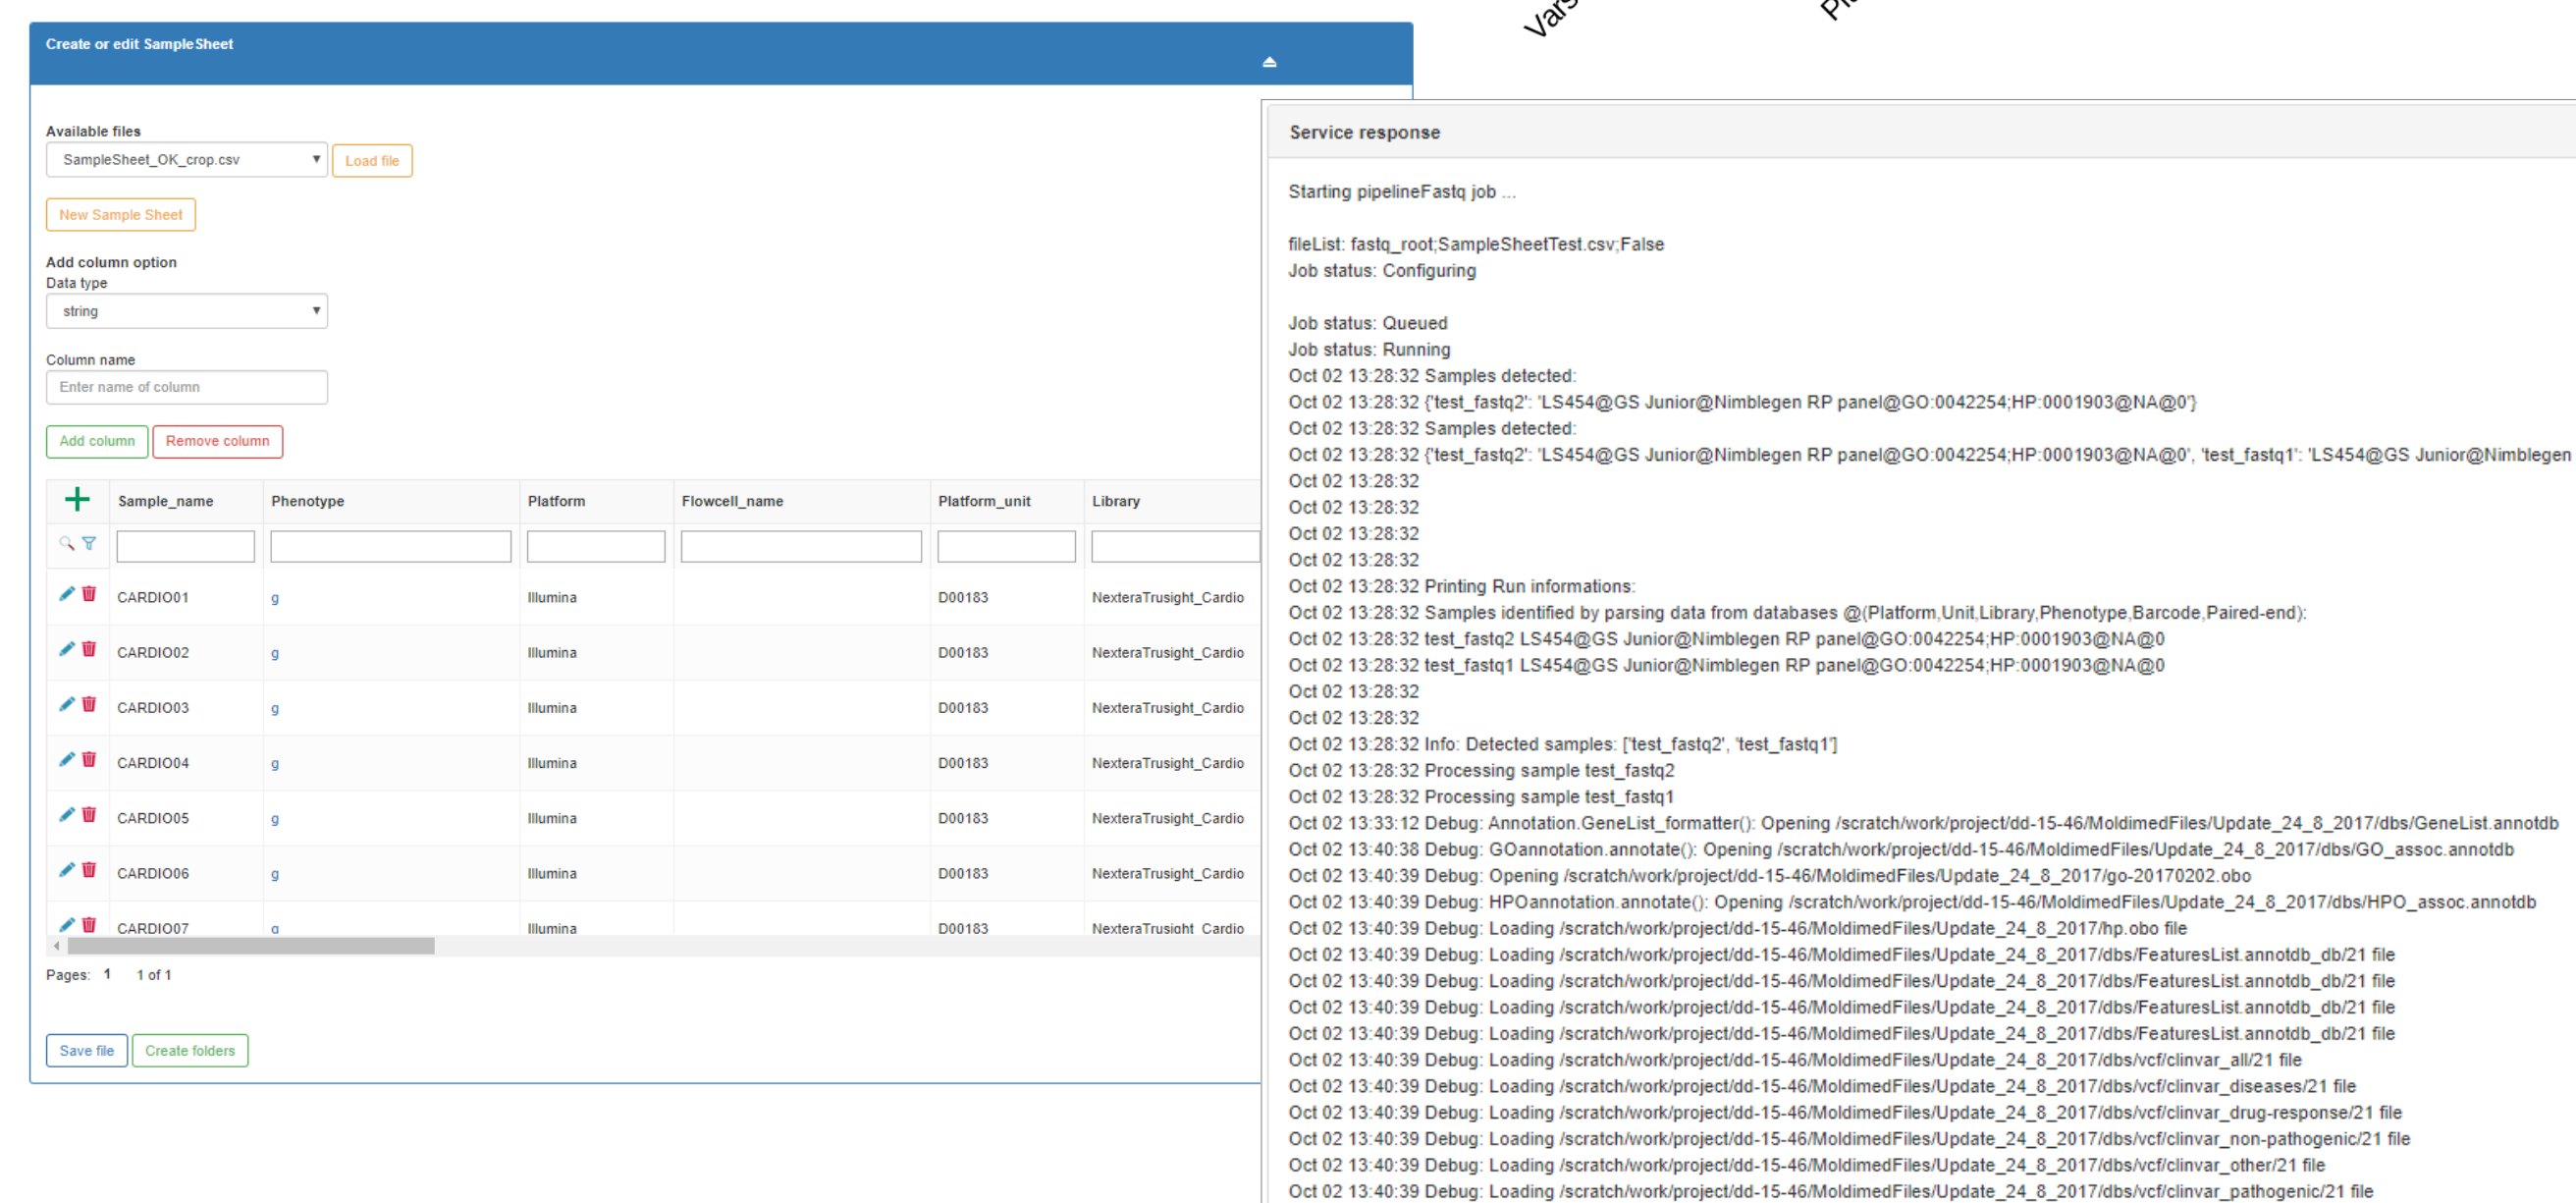 Vars
Create or edit SampleSheet
Available files
SampleSheet_OK_crop.csv
Load file
New Sample Sheet
Add column option
Data type
string
Column name
Enter name of column
Add column Remove column
Sample_name Phenotype Platform Flowcell_name Platform_unit Library
CARDIO01 g Illumina D00183 NexteraTrusight_Cardio
CARDIO02 g Illumina D00183 NexteraTrusight_Cardio
CARDIO03 g Illumina D00183 NexteraTrusight_Cardio
CARDIO04 g Illumina D00183 NexteraTrusight_Cardio
CARDIO05 g Illumina D00183 NexteraTrusight_Cardio
CARDIO06 g Illumina D00183 NexteraTrusight_Cardio
CARDIO07 g Illumina D00183 NexteraTrusight_Cardio
Pages: 1 1 of 1
Save file Create folders
Service response
Starting pipelineFastq job ...
fileList: fastq_root;SampleSheetTest.csv;False
Job status: Configuring
Job status: Queued
Job status: Running
Oct 02 13:28:32 Samples detected:
Oct 02 13:28:32 {'test_fastq2': 'LS454@GS Junior@Nimblegen RP panel@GO:0042254;HP:0001903@NA@0'}
Oct 02 13:28:32 Samples detected:
Oct 02 13:28:32 {'test_fastq2': 'LS454@GS Junior@Nimblegen RP panel@GO:0042254;HP:0001903@NA@0', 'test_fastq1': 'LS454@GS Junior@Nimblegen
Oct 02 13:28:32
Oct 02 13:28:32
Oct 02 13:28:32
Oct 02 13:28:32
Oct 02 13:28:32 Printing Run informations:
Oct 02 13:28:32 Samples identified by parsing data from databases @(Platform,Unit,Library,Phenotype,Barcode,Paired-end):
Oct 02 13:28:32 test_fastq2 LS454@GS Junior@Nimblegen RP panel@GO:0042254;HP:0001903@NA@0
Oct 02 13:28:32 test_fastq1 LS454@GS Junior@Nimblegen RP panel@GO:0042254;HP:0001903@NA@0
Oct 02 13:28:32
Oct 02 13:28:32
Oct 02 13:28:32 Info: Detected samples: ['test_fastq2', 'test_fastq1']
Oct 02 13:28:32 Processing sample test_fastq2
Oct 02 13:28:32 Processing sample test_fastq1
Oct 02 13:33:12 Debug: Annotation.GeneList_formatter(): Opening /scratch/work/project/dd-15-46/MoldimedFiles/Update_24_8_2017/dbs/GeneList.annotdb
Oct 02 13:40:38 Debug: GOannotation.annotate(): Opening /scratch/work/project/dd-15-46/MoldimedFiles/Update_24_8_2017/dbs/GO_assoc.annotdb
Oct 02 13:40:39 Debug: Opening /scratch/work/project/dd-15-46/MoldimedFiles/Update_24_8_2017/go-20170202.obo
Oct 02 13:40:39 Debug: HPOannotation.annotate(): Opening /scratch/work/project/dd-15-46/MoldimedFiles/Update_24_8_2017/dbs/HPO_assoc.annotdb
Oct 02 13:40:39 Debug: Loading /scratch/work/project/dd-15-46/MoldimedFiles/Update_24_8_2017/hp.obo file
Oct 02 13:40:39 Debug: Loading /scratch/work/project/dd-15-46/MoldimedFiles/Update_24_8_2017/dbs/FeaturesList.annotdb_db/21 file
Oct 02 13:40:39 Debug: Loading /scratch/work/project/dd-15-46/MoldimedFiles/Update_24_8_2017/dbs/FeaturesList.annotdb_db/21 file
Oct 02 13:40:39 Debug: Loading /scratch/work/project/dd-15-46/MoldimedFiles/Update_24_8_2017/dbs/FeaturesList.annotdb_db/21 file
Oct 02 13:40:39 Debug: Loading /scratch/work/project/dd-15-46/MoldimedFiles/Update_24_8_2017/dbs/FeaturesList.annotdb_db/21 file
Oct 02 13:40:39 Debug: Loading /scratch/work/project/dd-15-46/MoldimedFiles/Update_24_8_2017/dbs/vcf/clinvar_all/21 file
Oct 02 13:40:39 Debug: Loading /scratch/work/project/dd-15-46/MoldimedFiles/Update_24_8_2017/dbs/vcf/clinvar_diseases/21 file
Oct 02 13:40:39 Debug: Loading /scratch/work/project/dd-15-46/MoldimedFiles/Update_24_8_2017/dbs/vcf/clinvar_drug-response/21 file
Oct 02 13:40:39 Debug: Loading /scratch/work/project/dd-15-46/MoldimedFiles/Update_24_8_2017/dbs/vcf/clinvar_non-pathogenic/21 file
Oct 02 13:40:39 Debug: Loading /scratch/work/project/dd-15-46/MoldimedFiles/Update_24_8_2017/dbs/vcf/clinvar_other/21 file
Oct 02 13:40:39 Debug: Loading /scratch/work/project/dd-15-46/MoldimedFiles/Update_24_8_2017/dbs/vcf/clinvar_pathogenic/21 file